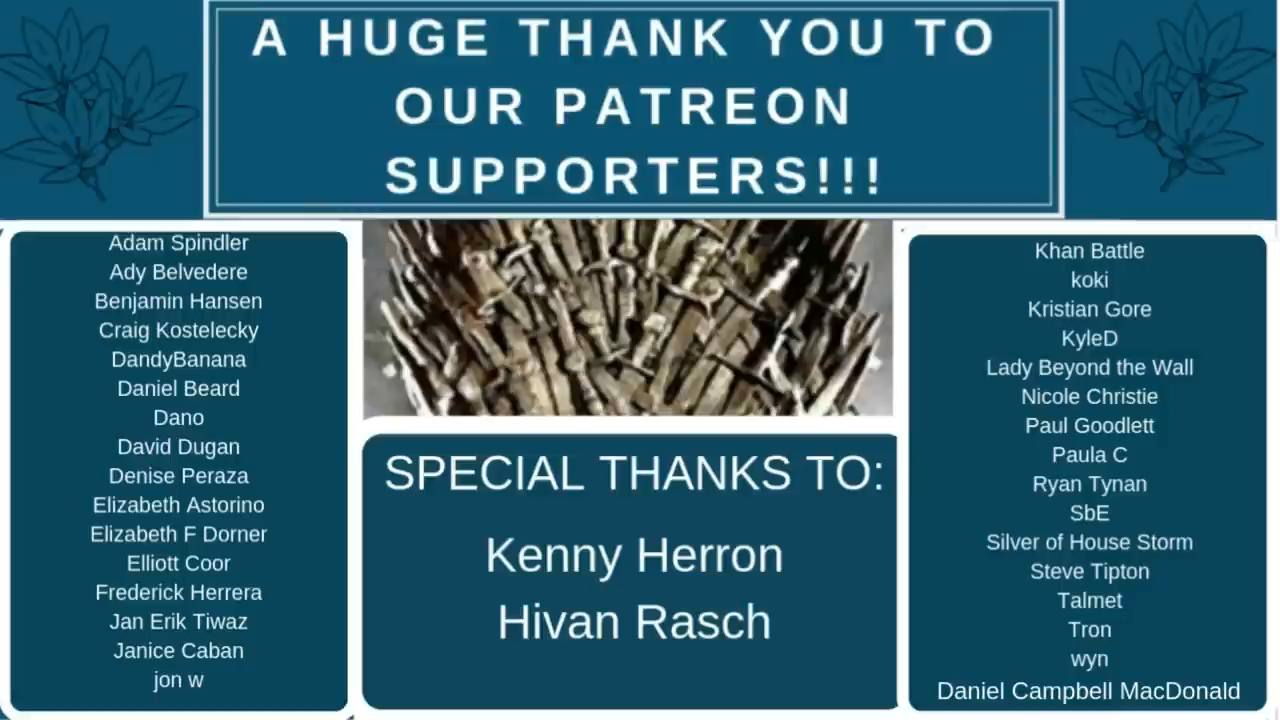 A HUGE THANK YOU TO
OUR PATREON
SUPPORTERS!!!
Adam Spindler
Ady Belvedere
Benjamin Hansen
Craig Kostelecky
DandyBanana
Daniel Beard
Dano
David Dugan
Denise Peraza
Elizabeth Astorino
Elizabeth F Dorner
Elliott Coor
Frederick Herrera
Jan Erik Tiwaz
Janice Caban
jon w
SPECIAL THANKS TO:
Kenny Herron
Hivan Rasch
Khan Battle
koki
Kristian Gore
KyleD
Lady Beyond the Wall
Nicole Christie
Paul Goodlett
Paula C
Ryan Tynan
SbE
Silver of House Storm
Steve Tipton
Talmet
Tron
wyn
Daniel Campbell MacDonald